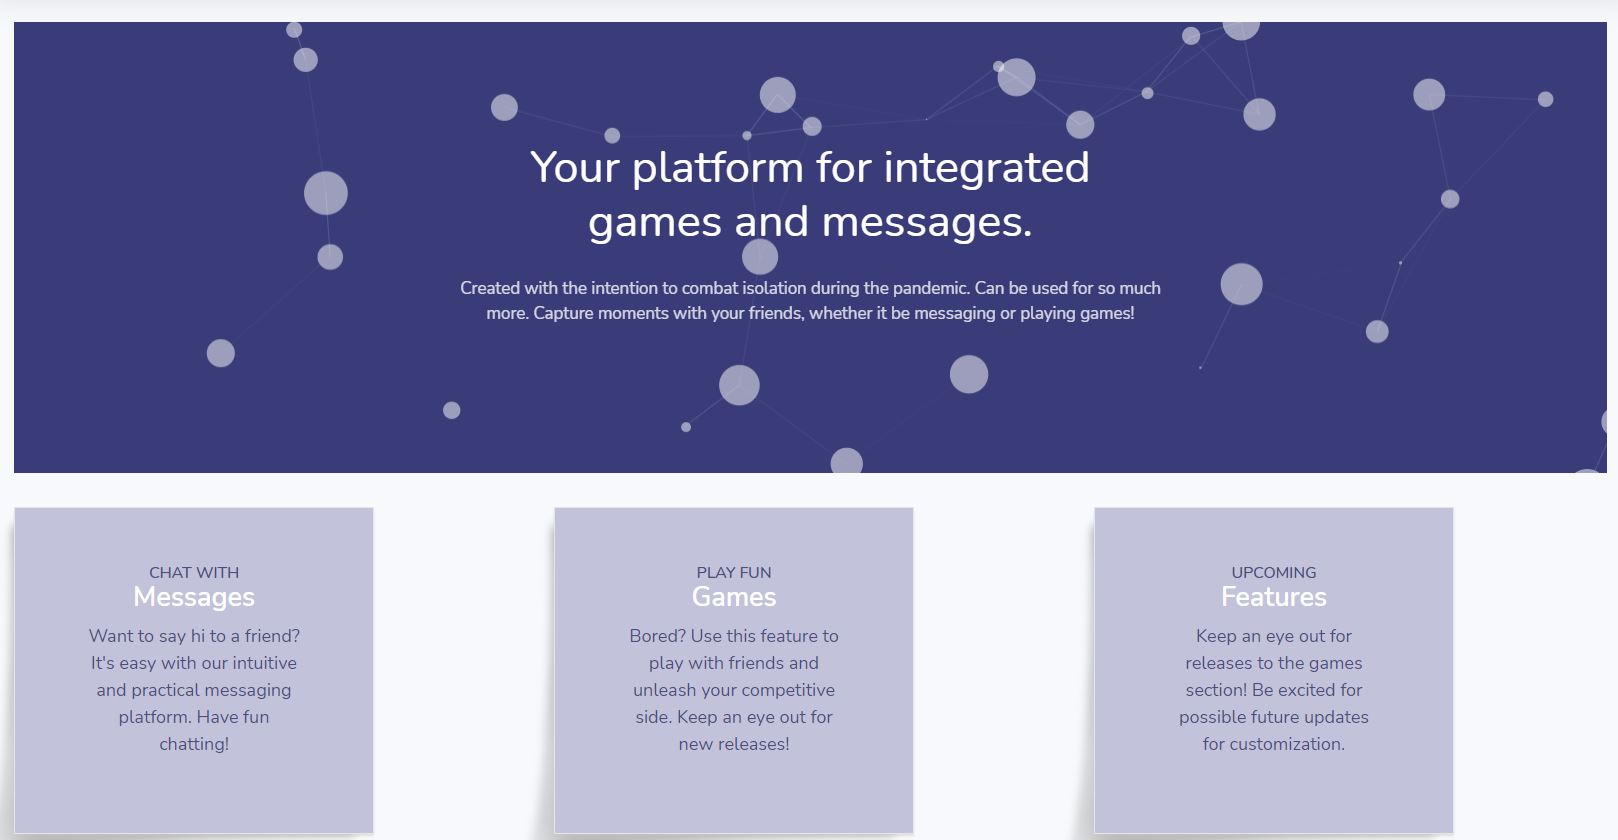 Your platform for integrated
games and messages.
Created with the intention to combat isolation during the pandemic. Can be used for so much
more. Capture moments with your friends, whether it be messaging or playing games!
CHAT WITH
Messages
Want to say hi to a friend?
It's easy with our intuitive
and practical messaging
platform. Have fun
chatting!
PLAY FUN
Games
Bored? Use this feature to
play with friends and
unleash your competitive
side. Keep an eye out for
new releases!
UPCOMING
Features
Keep an eye out for
releases to the games
section! Be excited for
possible future updates
for customization.